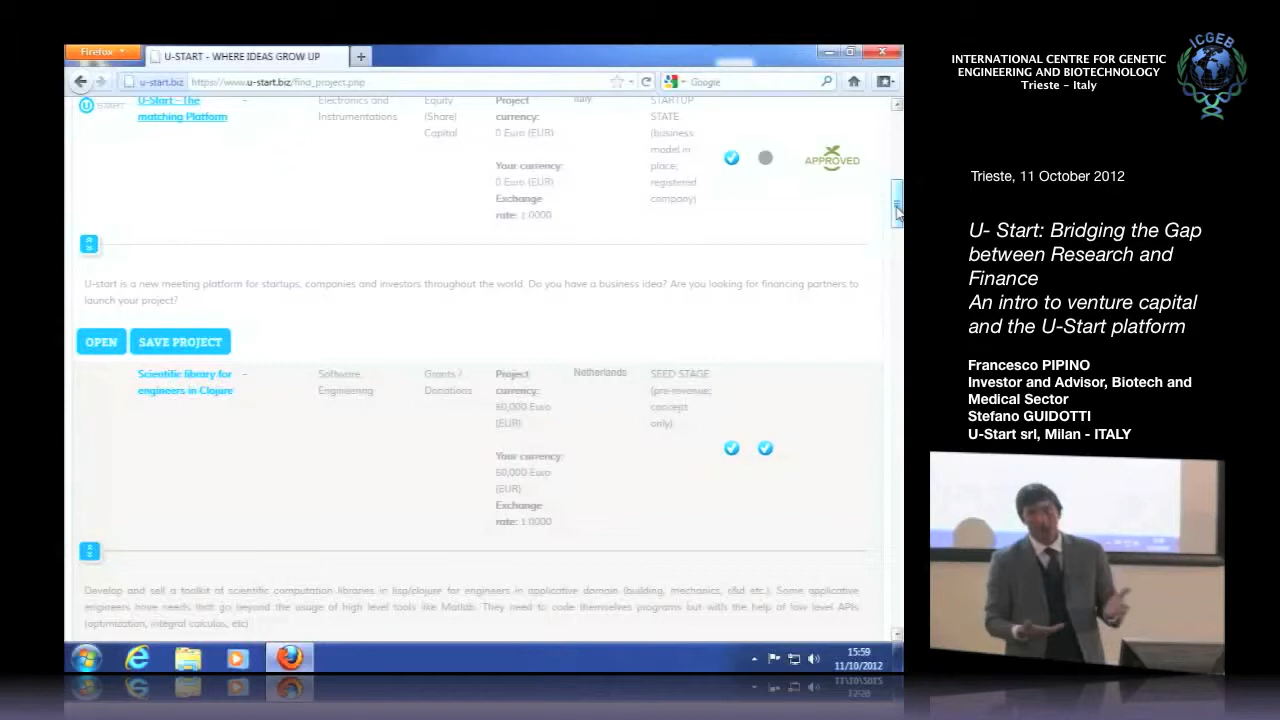 Firefox
U-START - WHERE IDEAS GROW UP
u-start.biz
https://www.u-start.biz/find_project.php
Google
U START
U-Start - The
matching Platform
-
Electronics and
Instrumentations
Equity
(Share)
Capital
Project
currency:
0 Euro (EUR)
Your currency:
0 Euro (EUR)
Exchange
rate: 1.0000
Italy
STARTUP
STATE
(business
model in
place;
registered
company)
APPROVED
U-start is a new meeting platform for startups, companies and investors throughout the world. Do you have a business idea? Are you looking for financing partners to
launch your project?
OPEN
SAVE PROJECT
Scientific library for
engineers in Clojure
-
Software,
Engineering
Grants /
Donations
Project
currency:
60,000 Euro
(EUR)
Your currency:
60,000 Euro
(EUR)
Exchange
rate: 1.0000
Netherlands
SEED STAGE
(pre-revenue;
concept
only)
Develop and sell a toolkit of scientific computation libraries in lisp/clojure for engineers in applicative domain (building, mechanics, r&d etc.). Some applicative
engineers have needs that go beyond the usage of high level tools like Matlab. They need to code themselves programs but with the help of low level APIs
(optimization, integral calculus, etc)
15:59
11/10/2012
INTERNATIONAL CENTRE FOR GENETIC
ENGINEERING AND BIOTECHNOLOGY
Trieste - Italy
ICGEB
Trieste, 11 October 2012
U- Start: Bridging the Gap
between Research and
Finance
An intro to venture capital
and the U-Start platform
Francesco PIPINO
Investor and Advisor, Biotech and
Medical Sector
Stefano GUIDOTTI
U-Start srl, Milan - ITALY